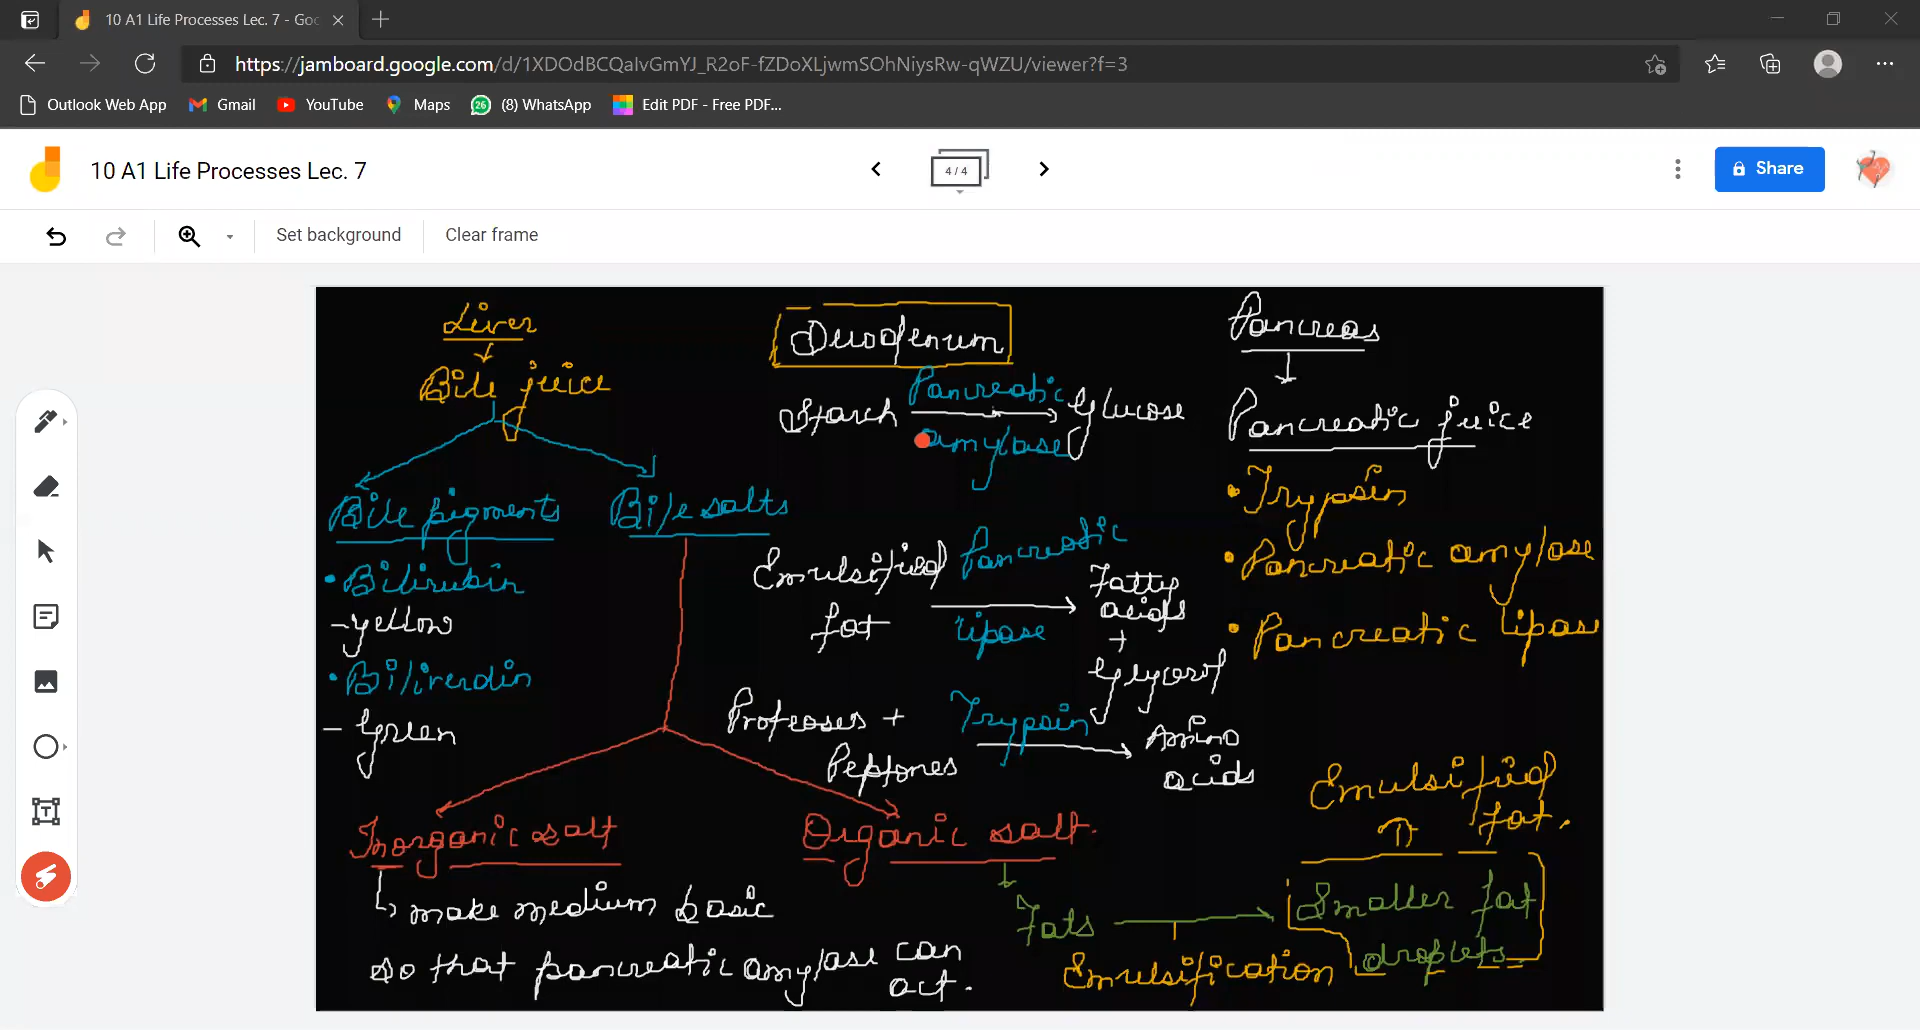 10 A1 Life Processes Lec. 7 - Goo
https://jamboard.google.com/d/1XDOdBCQaIvGmYJ_R2oF-fZDoXLjwmSOhNiysRw-qWZU/viewer?f=3
Outlook Web App Gmail YouTube Maps 26 (8) WhatsApp Edit PDF - Free PDF...
10 A1 Life Processes Lec. 7
4 / 4
Share
Set background Clear frame
Liver
Bile juice
Bile pigments
• Bilirubin
- yellow
• Biliverdin
- Green
Bile salts
Inorganic salt
make medium basic
so that pancreatic amylase can
act.
Organic salt.
Fats
Emulsification
Smaller fat
droplets
Emulsified
fat.
Duodenum
Starch Pancreatic Glucose
amylase
Emulsified Pancreatic Fatty
fat lipase acids
+
Glycerol
Proteoses + Trypsin Amino
Peptones acids
Pancreas
Pancreatic juice
• Trypsin
• Pancreatic amylase
• Pancreatic lipase